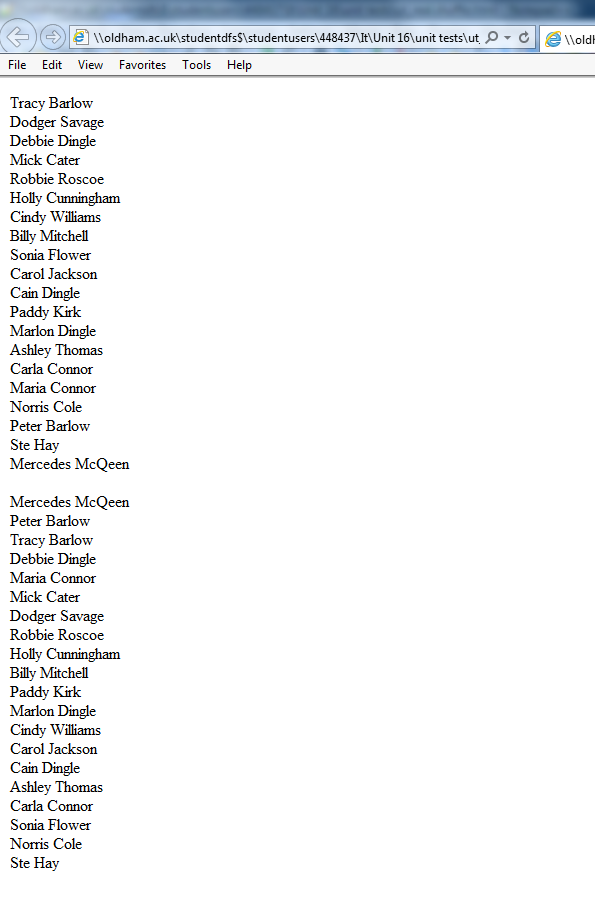 \\oldham.ac.uk\studentdfs$\studentusers\448437\It\Unit 16\unit tests\ut_
\\oldh
File Edit View Favorites Tools Help
Tracy Barlow
Dodger Savage
Debbie Dingle
Mick Cater
Robbie Roscoe
Holly Cunningham
Cindy Williams
Billy Mitchell
Sonia Flower
Carol Jackson
Cain Dingle
Paddy Kirk
Marlon Dingle
Ashley Thomas
Carla Connor
Maria Connor
Norris Cole
Peter Barlow
Ste Hay
Mercedes McQeen
Mercedes McQeen
Peter Barlow
Tracy Barlow
Debbie Dingle
Maria Connor
Mick Cater
Dodger Savage
Robbie Roscoe
Holly Cunningham
Billy Mitchell
Paddy Kirk
Marlon Dingle
Cindy Williams
Carol Jackson
Cain Dingle
Ashley Thomas
Carla Connor
Sonia Flower
Norris Cole
Ste Hay